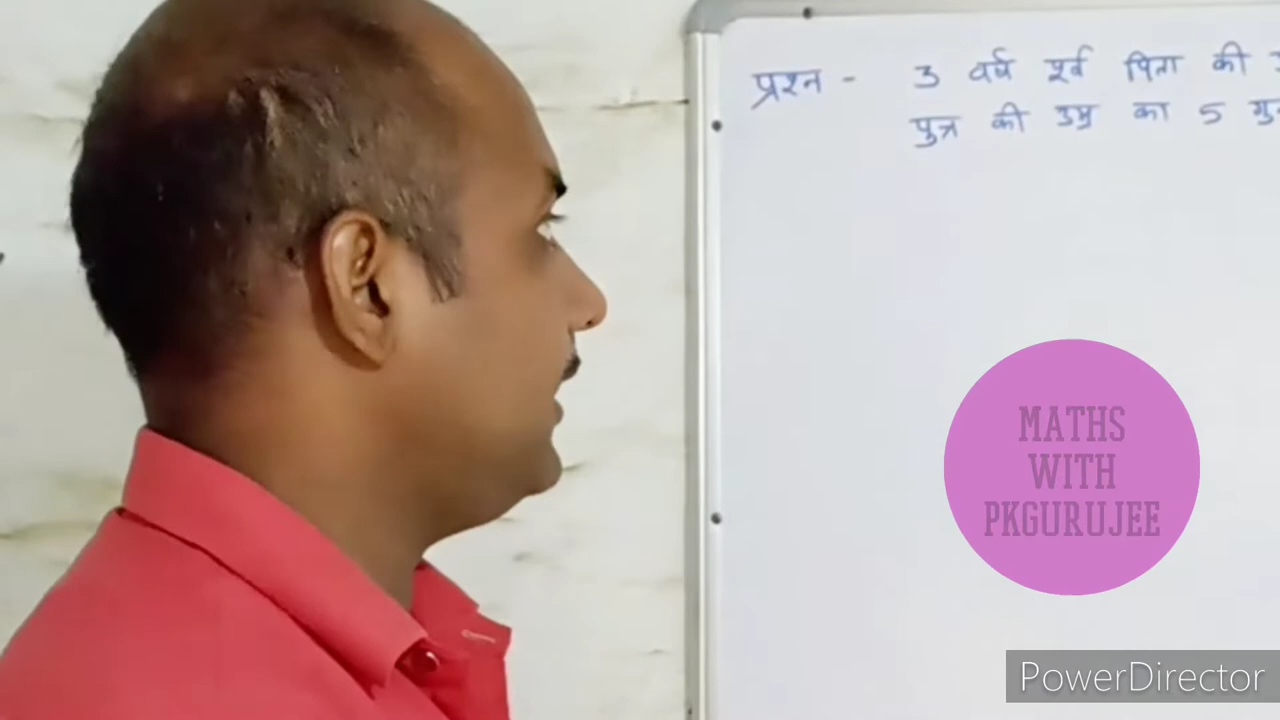 प्रश्न - 3 वर्ष पूर्व पिता की
पुत्र की उम्र का 5
MATHS
WITH
PKGURUJEE
PowerDirector